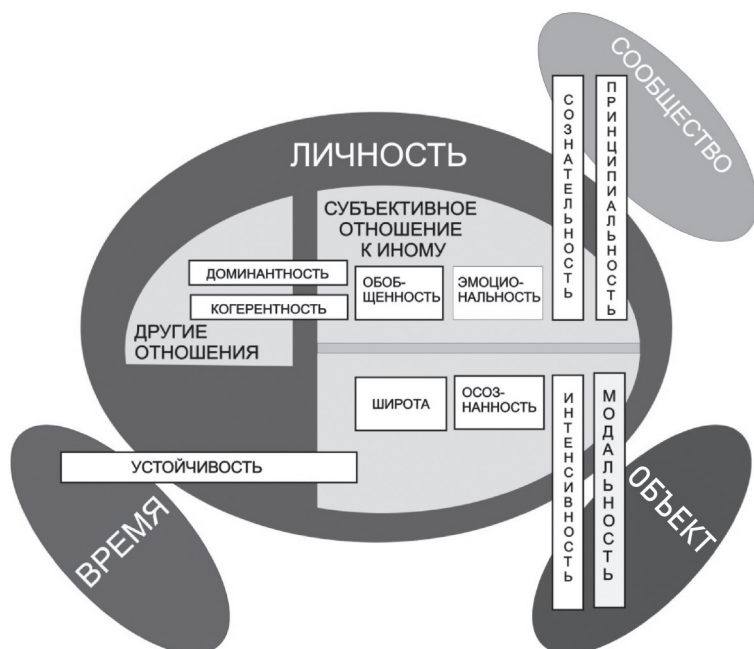 СООБЩЕСТВО
ЛИЧНОСТЬ
СОЗНАТЕЛЬНОСТЬ
ПРИНЦИПИАЛЬНОСТЬ
СУБЪЕКТИВНОЕ
ОТНОШЕНИЕ
К ИНОМУ
ДОМИНАНТНОСТЬ
КОГЕРЕНТНОСТЬ
ОБОБ-
ЩЕННОСТЬ
ЭМОЦИО-
НАЛЬНОСТЬ
ДРУГИЕ
ОТНОШЕНИЯ
ШИРОТА
ОСОЗ-
НАННОСТЬ
ИНТЕНСИВНОСТЬ
МОДАЛЬНОСТЬ
УСТОЙЧИВОСТЬ
ВРЕМЯ
ОБЪЕКТ